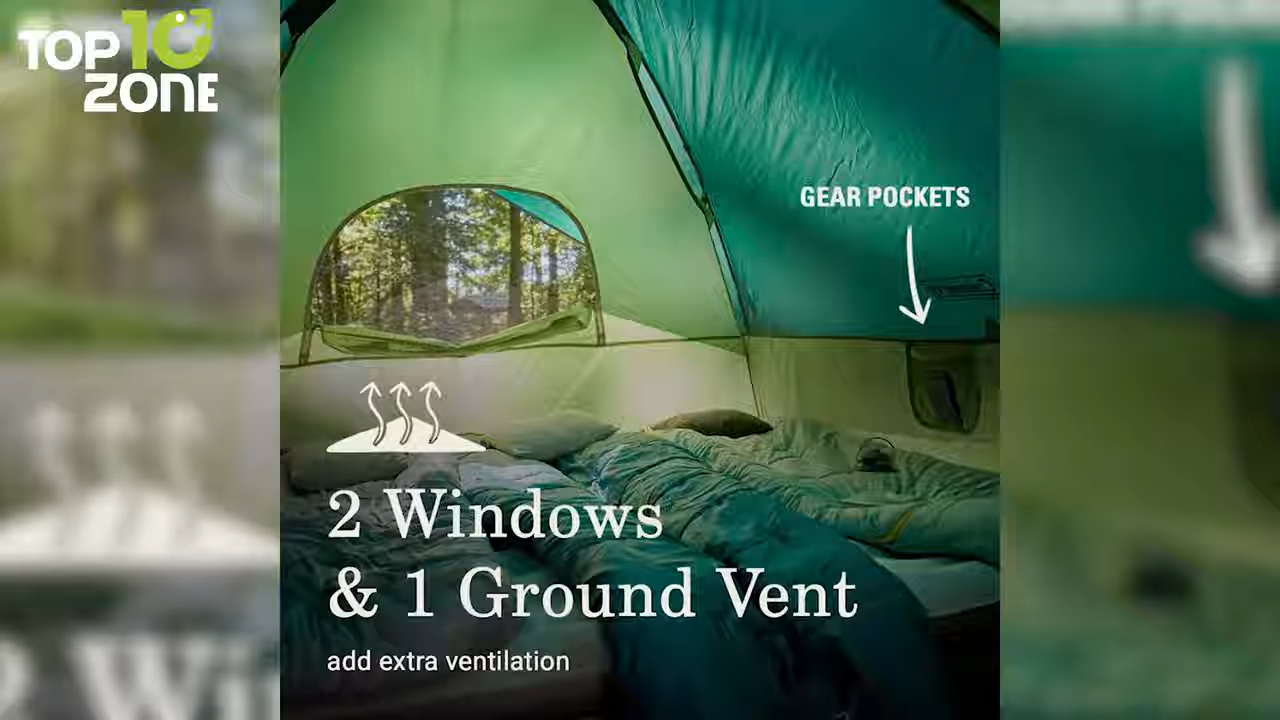 TOP 10
ZONE
GEAR POCKETS
2 Windows
& 1 Ground Vent
add extra ventilation